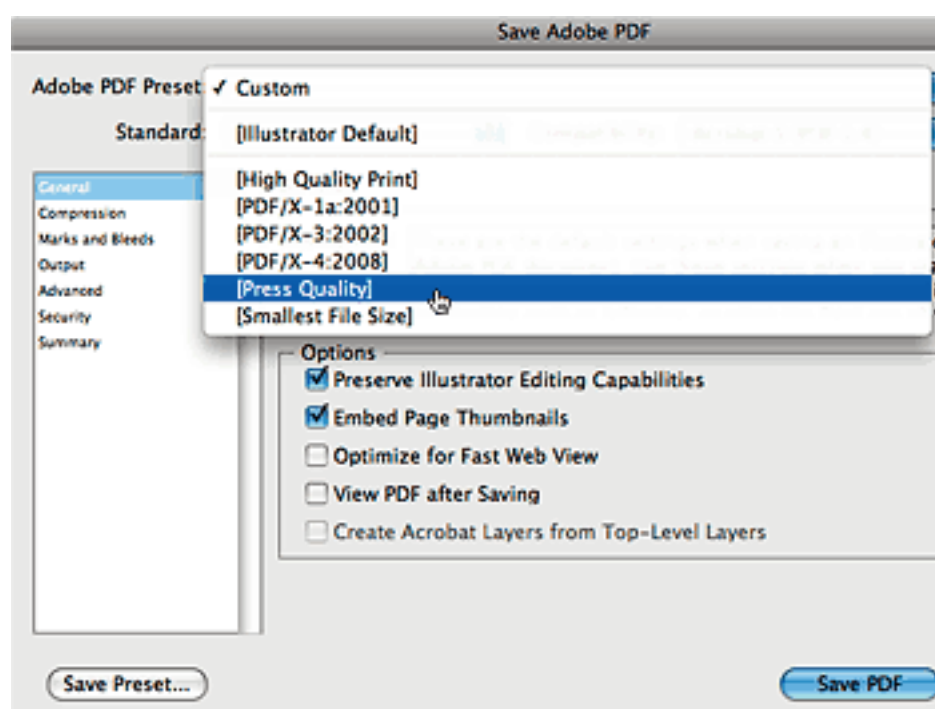 Save Adobe PDF
Adobe PDF Preset: ✓ Custom
Standard: [Illustrator Default]
[High Quality Print]
[PDF/X-1a:2001]
[PDF/X-3:2002]
[PDF/X-4:2008]
[Press Quality]
[Smallest File Size]
General
Compression
Marks and Bleeds
Output
Advanced
Security
Summary
Options
Preserve Illustrator Editing Capabilities
Embed Page Thumbnails
Optimize for Fast Web View
View PDF after Saving
Create Acrobat Layers from Top-Level Layers
Save Preset...
Save PDF